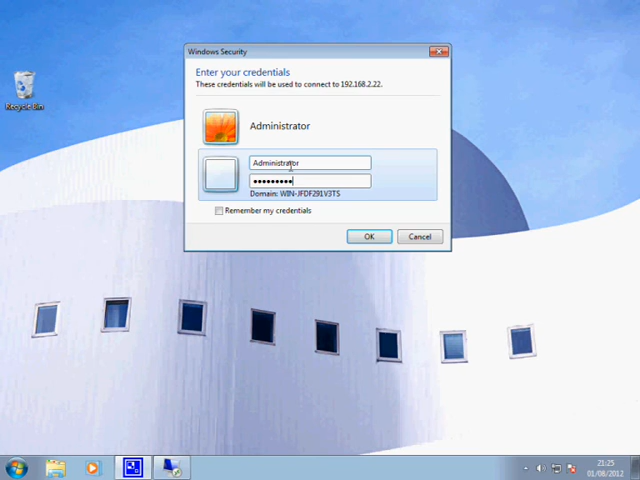 Windows Security
Enter your credentials
These credentials will be used to connect to 192.168.2.22.
Recycle Bin
Administrator
Administrator
Domain: WIN-JFDF291V3TS
Remember my credentials
OK
Cancel
21:25
01/08/2012